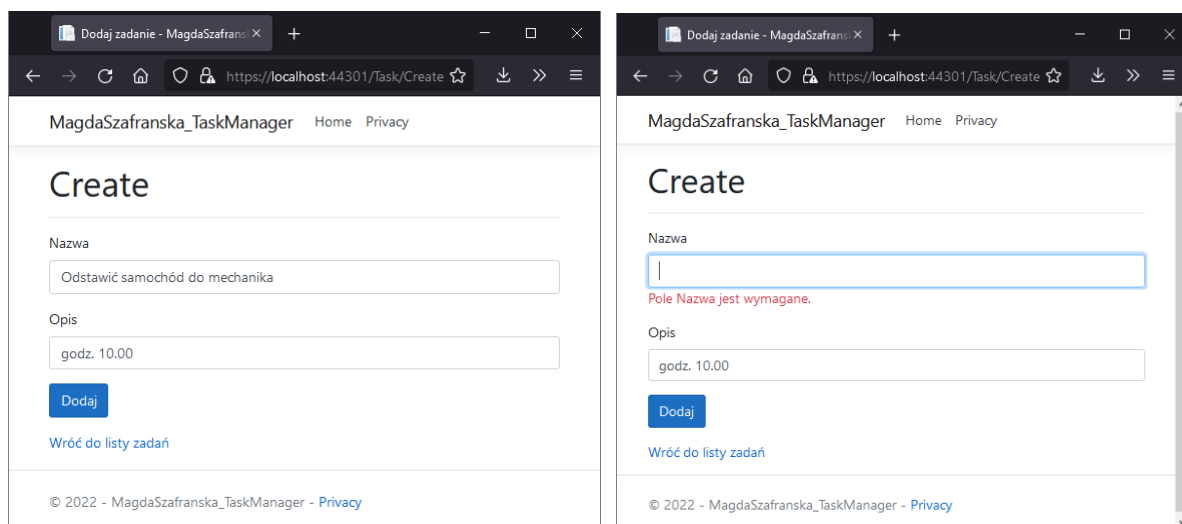 Dodaj zadanie - MagdaSzafrans
https://localhost:44301/Task/Create
MagdaSzafranska_TaskManager Home Privacy
Create
Nazwa
Odstawić samochód do mechanika
Opis
godz. 10.00
Dodaj
Wróć do listy zadań
© 2022 - MagdaSzafranska_TaskManager - Privacy
Dodaj zadanie - MagdaSzafrans
https://localhost:44301/Task/Create
MagdaSzafranska_TaskManager Home Privacy
Create
Nazwa
Pole Nazwa jest wymagane.
Opis
godz. 10.00
Dodaj
Wróć do listy zadań
© 2022 - MagdaSzafranska_TaskManager - Privacy